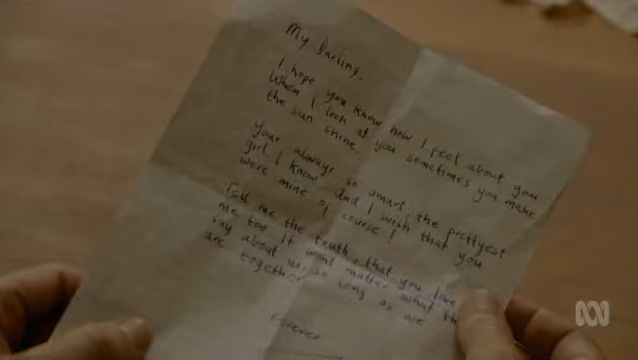 My Darling,
I hope you know how I feel about you
When I look at you sometimes you make
the sun shine.
Your always so smart, the prettyest
girl I know and I wish that you
were mine of course!
Tell me the truth, that you love
me too it wont matter what th
say about us, so long as we
are together
Forever